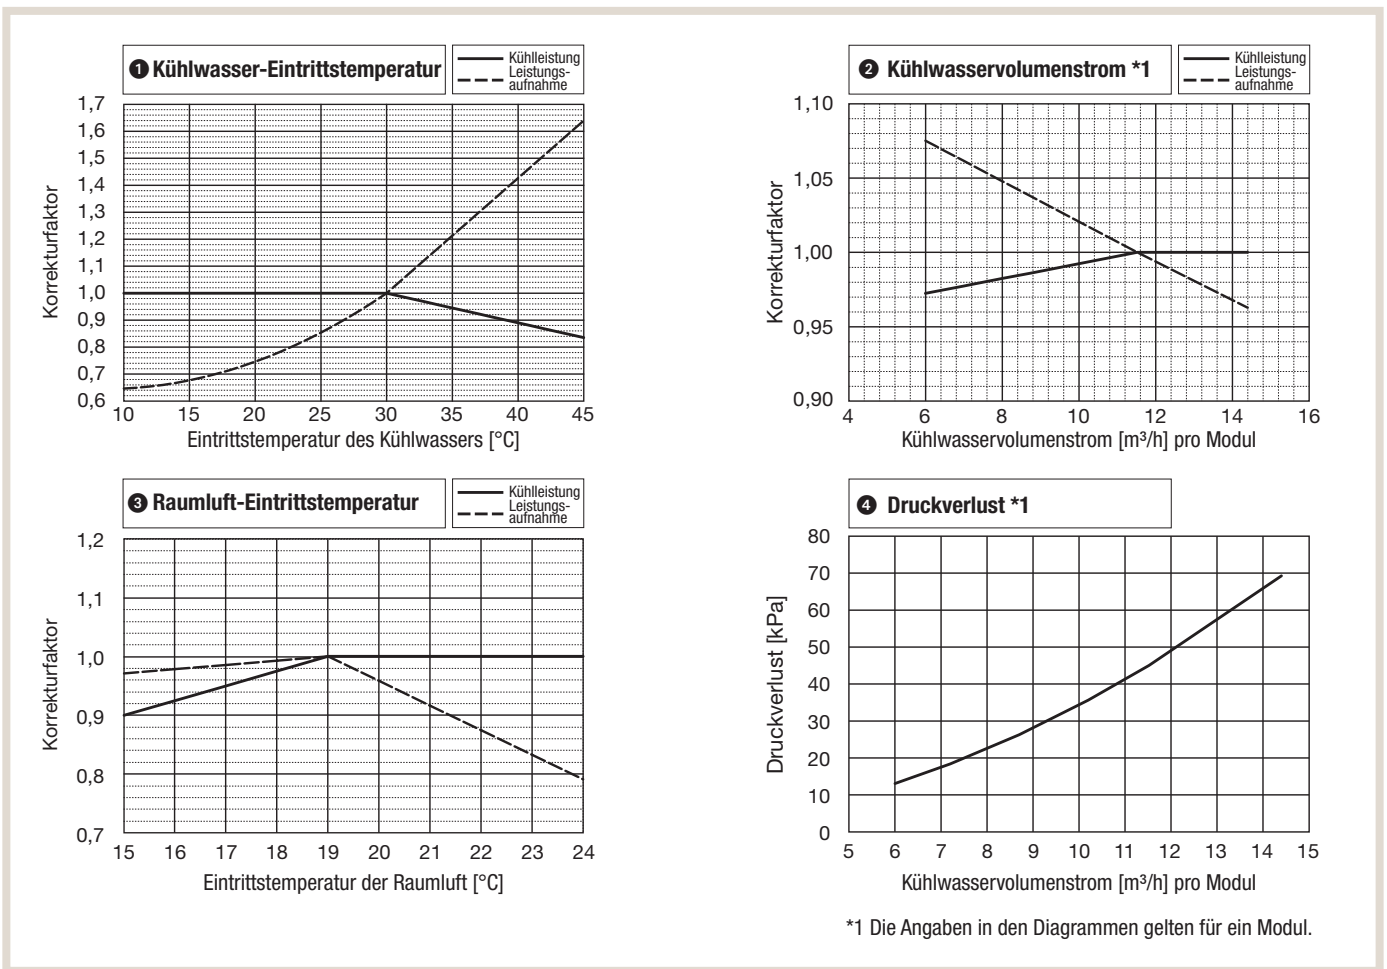 ❶ Kühlwasser-Eintrittstemperatur
Kühlleistung
Leistungs-
aufnahme
Korrekturfaktor
1,7
1,6
1,5
1,4
1,3
1,2
1,1
1,0
0,9
0,8
0,7
0,6
10 15 20 25 30 35 40 45
Eintrittstemperatur des Kühlwassers [°C]
❷ Kühlwasservolumenstrom *1
Kühlleistung
Leistungs-
aufnahme
Korrekturfaktor
1,10
1,05
1,00
0,95
0,90
4 6 8 10 12 14 16
Kühlwasservolumenstrom [m³/h] pro Modul
❸ Raumluft-Eintrittstemperatur
Kühlleistung
Leistungs-
aufnahme
Korrekturfaktor
1,2
1,1
1,0
0,9
0,8
0,7
15 16 17 18 19 20 21 22 23 24
Eintrittstemperatur der Raumluft [°C]
❹ Druckverlust *1
Druckverlust [kPa]
80
70
60
50
40
30
20
10
0
5 6 7 8 9 10 11 12 13 14 15
Kühlwasservolumenstrom [m³/h] pro Modul
*1 Die Angaben in den Diagrammen gelten für ein Modul.